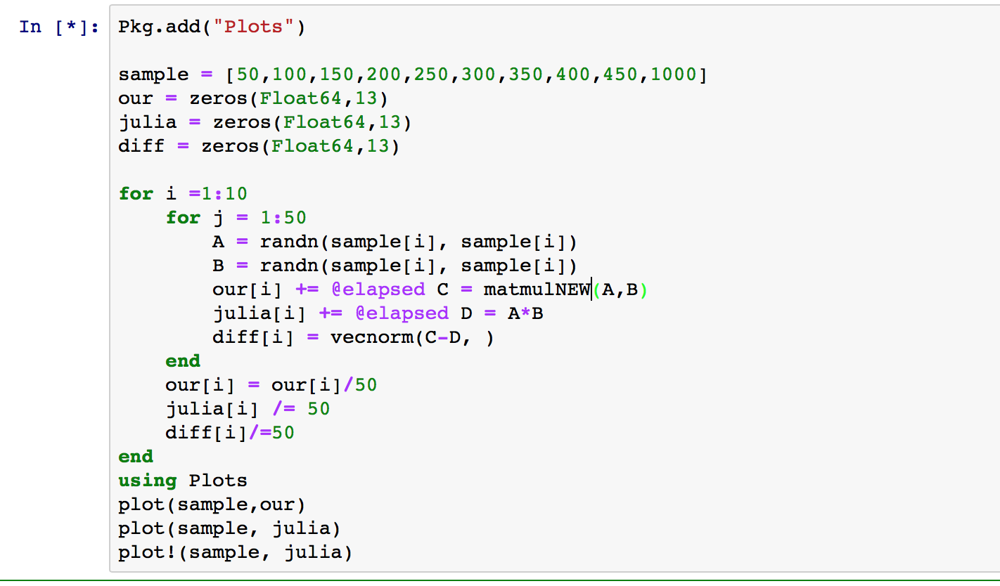 In [*]: Pkg.add("Plots")
sample = [50,100,150,200,250,300,350,400,450,1000]
our = zeros(Float64,13)
julia = zeros(Float64,13)
diff = zeros(Float64,13)
for i =1:10
    for j = 1:50
        A = randn(sample[i], sample[i])
        B = randn(sample[i], sample[i])
        our[i] += @elapsed C = matmulNEW(A,B)
        julia[i] += @elapsed D = A*B
        diff[i] = vecnorm(C-D, )
    end
    our[i] = our[i]/50
    julia[i] /= 50
    diff[i]/=50
end
using Plots
plot(sample,our)
plot(sample, julia)
plot!(sample, julia)